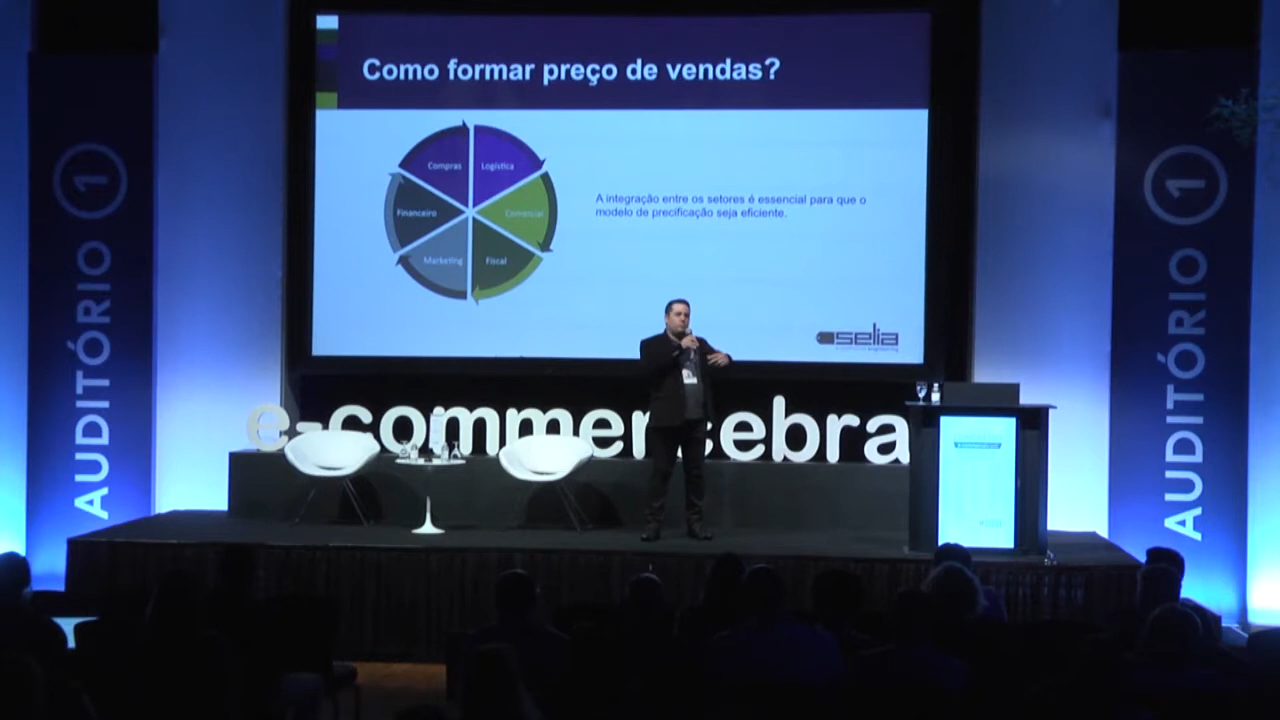 Como formar preço de vendas?
Compras
Logística
Financeiro
Comercial
Marketing
Fiscal
A integração entre os setores é essencial para que o
modelo de precificação seja eficiente.
selia
e-commercebra
AUDITÓRIO 1
AUDITÓRIO 1